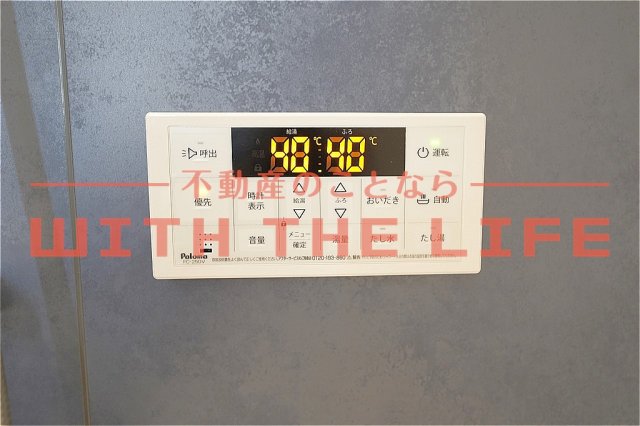 給湯 ふろ
呼出 40℃ 40℃ 運転
不動産のことなら
優先 時計表示 給湯 ふろ おいだき 自動
WITH THE LIFE
音量 メニュー確定 湯量 たし水 たし湯
Paloma